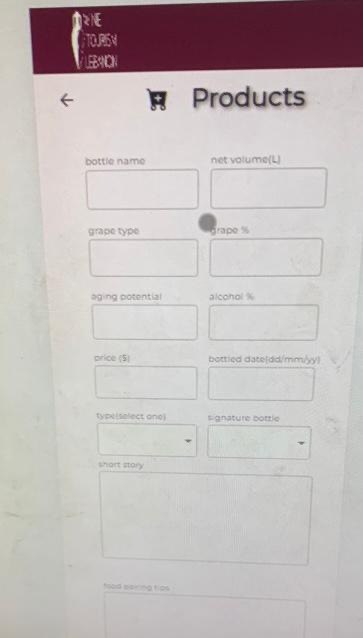 WINE
TOURISM
LEBANON
Products
bottle name net volume(L)
grape type grape %
aging potential alcohol %
price ($) bottled date(dd/mm/yy)
type(select one) signature bottle
short story
food pairing tips